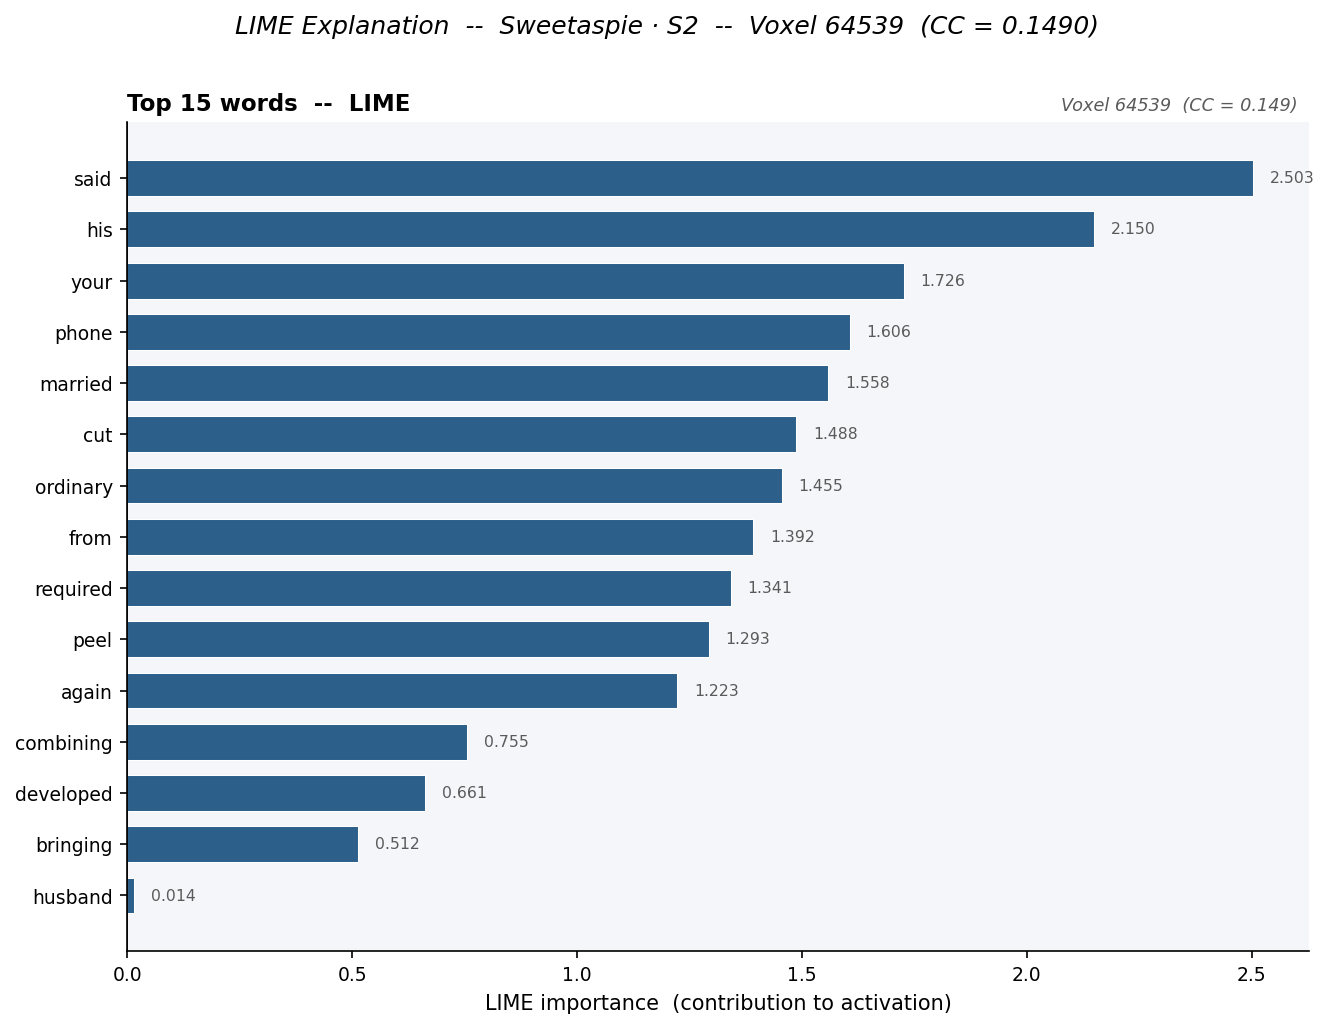 LIME Explanation -- Sweetaspie · S2 -- Voxel 64539 (CC = 0.1490)
Top 15 words -- LIME
Voxel 64539 (CC = 0.149)
said 2.503
his 2.150
your 1.726
phone 1.606
married 1.558
cut 1.488
ordinary 1.455
from 1.392
required 1.341
peel 1.293
again 1.223
combining 0.755
developed 0.661
bringing 0.512
husband 0.014
0.0 0.5 1.0 1.5 2.0 2.5
LIME importance (contribution to activation)